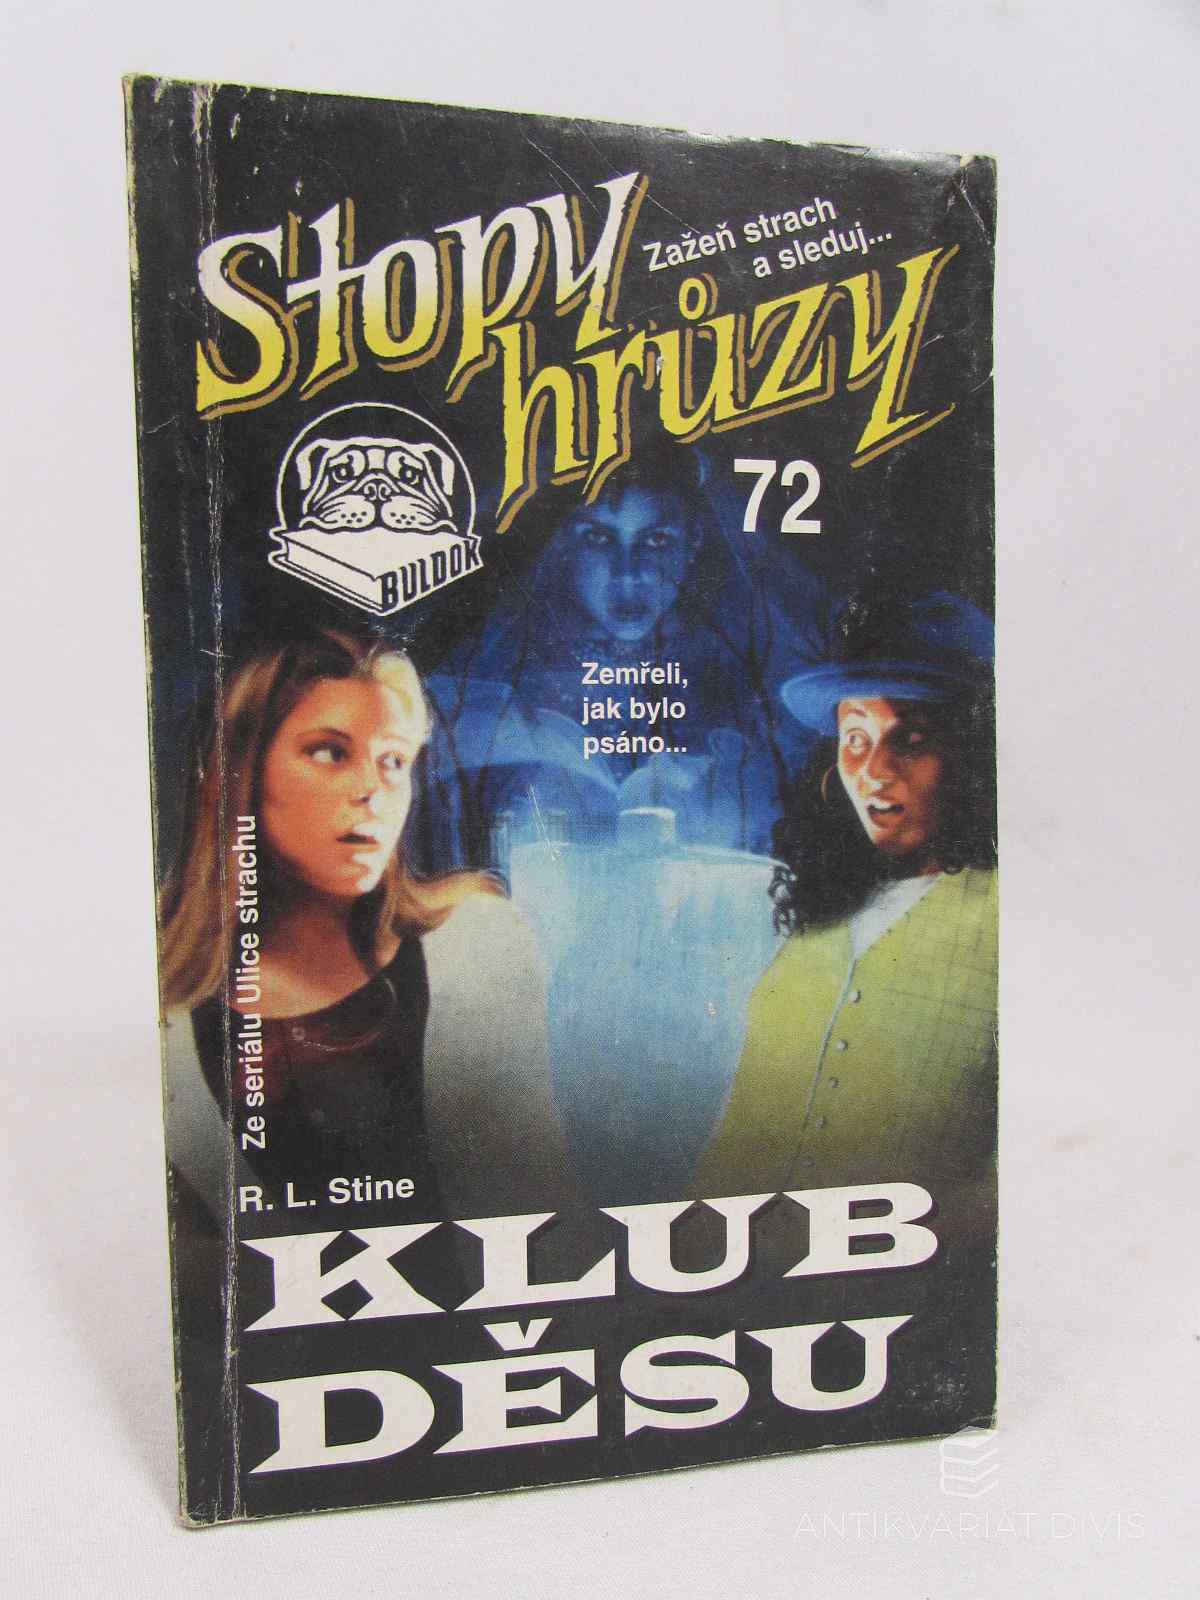 Stopy
hrůzy
Zažeň strach
a sleduj...
72
BULDOK
Zemřeli,
jak bylo
psáno...
Ze seriálu Ulice strachu
R. L. Stine
KLUB
DĚSU
ANTIKVARIÁT DIVIŠ